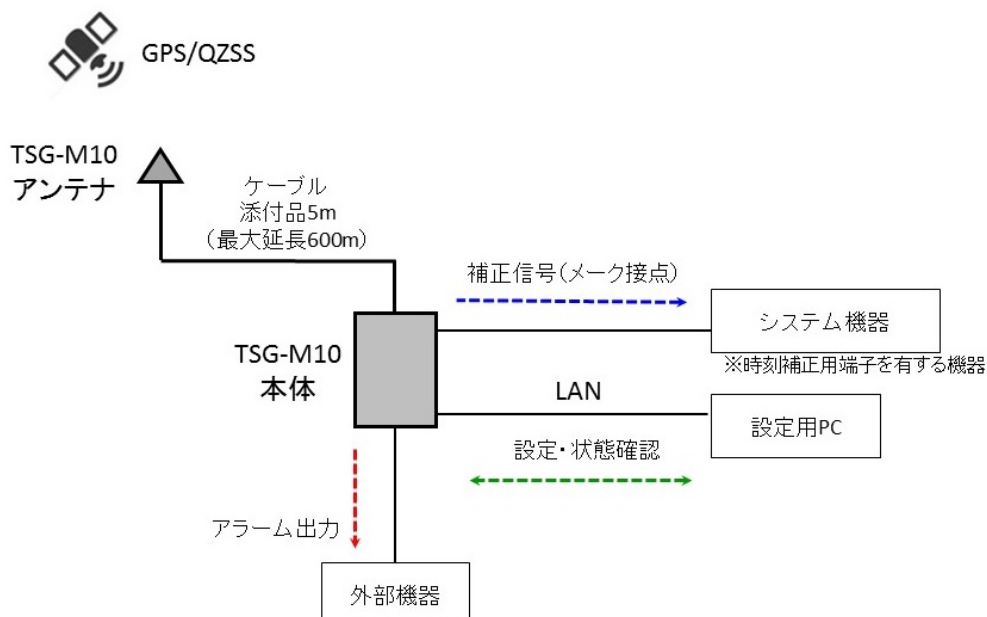 GPS/QZSS
TSG-M10
アンテナ
ケーブル
添付品5m
(最大延長600m)
補正信号(メーク接点)
システム機器
※時刻補正用端子を有する機器
TSG-M10
本体
LAN
設定用PC
設定・状態確認
アラーム出力
外部機器